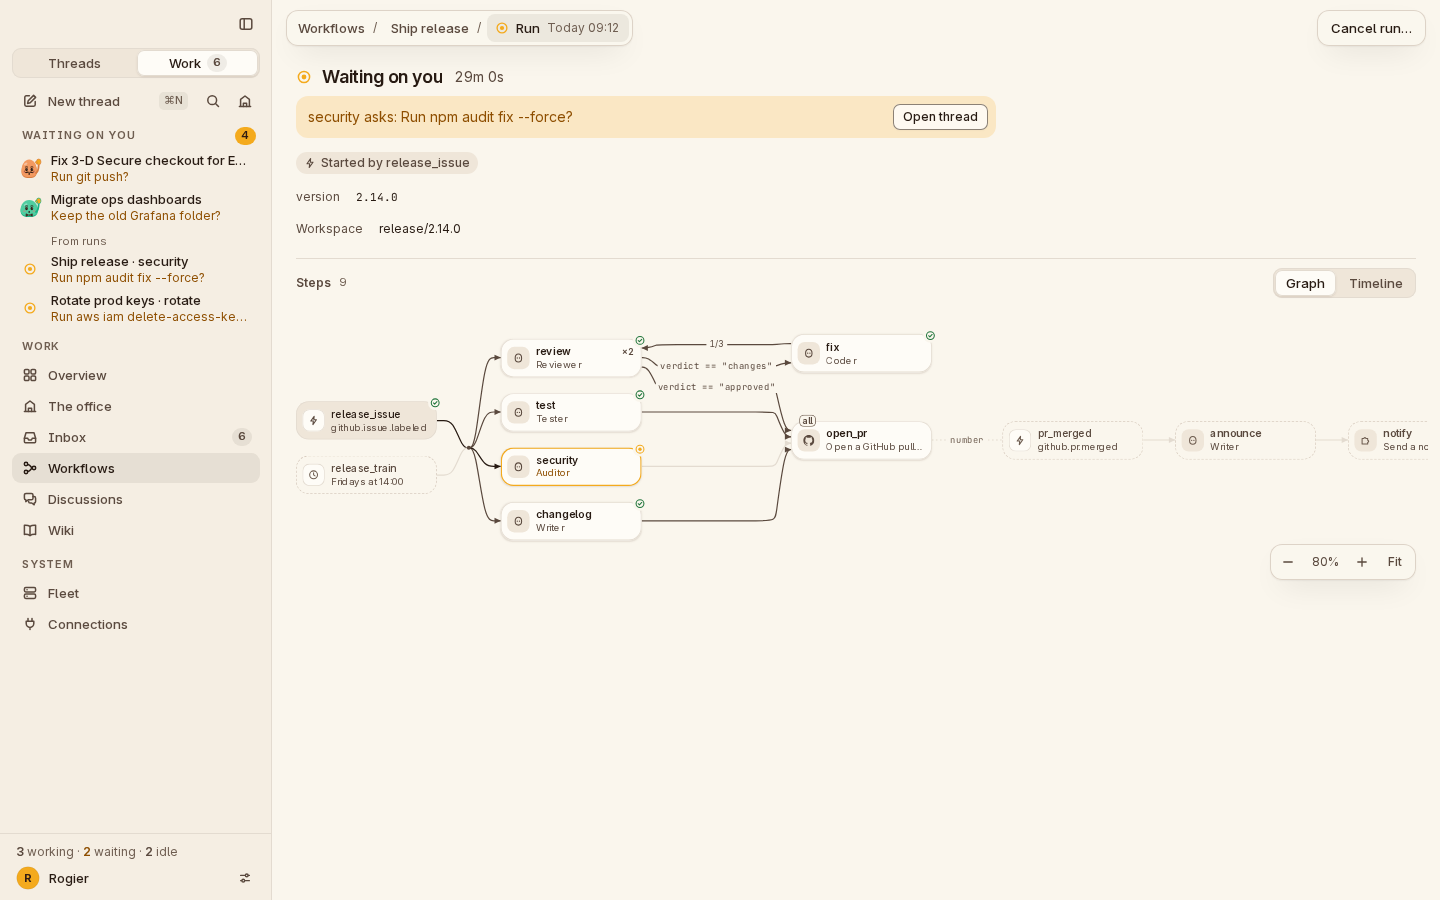 Threads
Work 6
New thread ⌘N
WAITING ON YOU 4
Fix 3-D Secure checkout for E…
Run git push?
Migrate ops dashboards
Keep the old Grafana folder?
From runs
Ship release · security
Run npm audit fix --force?
Rotate prod keys · rotate
Run aws iam delete-access-ke…
WORK
Overview
The office
Inbox 6
Workflows
Discussions
Wiki
SYSTEM
Fleet
Connections
3 working · 2 waiting · 2 idle
R Rogier
Workflows / Ship release / Run Today 09:12
Cancel run…
Waiting on you 29m 0s
security asks: Run npm audit fix --force?
Open thread
Started by release_issue
version 2.14.0
Workspace release/2.14.0
Steps 9
Graph Timeline
release_issue
github.issue.labeled
release_train
Fridays at 14:00
review ×2
Reviewer
test
Tester
security
Auditor
changelog
Writer
1/3
verdict == "changes"
verdict == "approved"
fix
Coder
all
open_pr
Open a GitHub pull…
number
pr_merged
github.pr.merged
announce
Writer
notify
Send a no
80% Fit